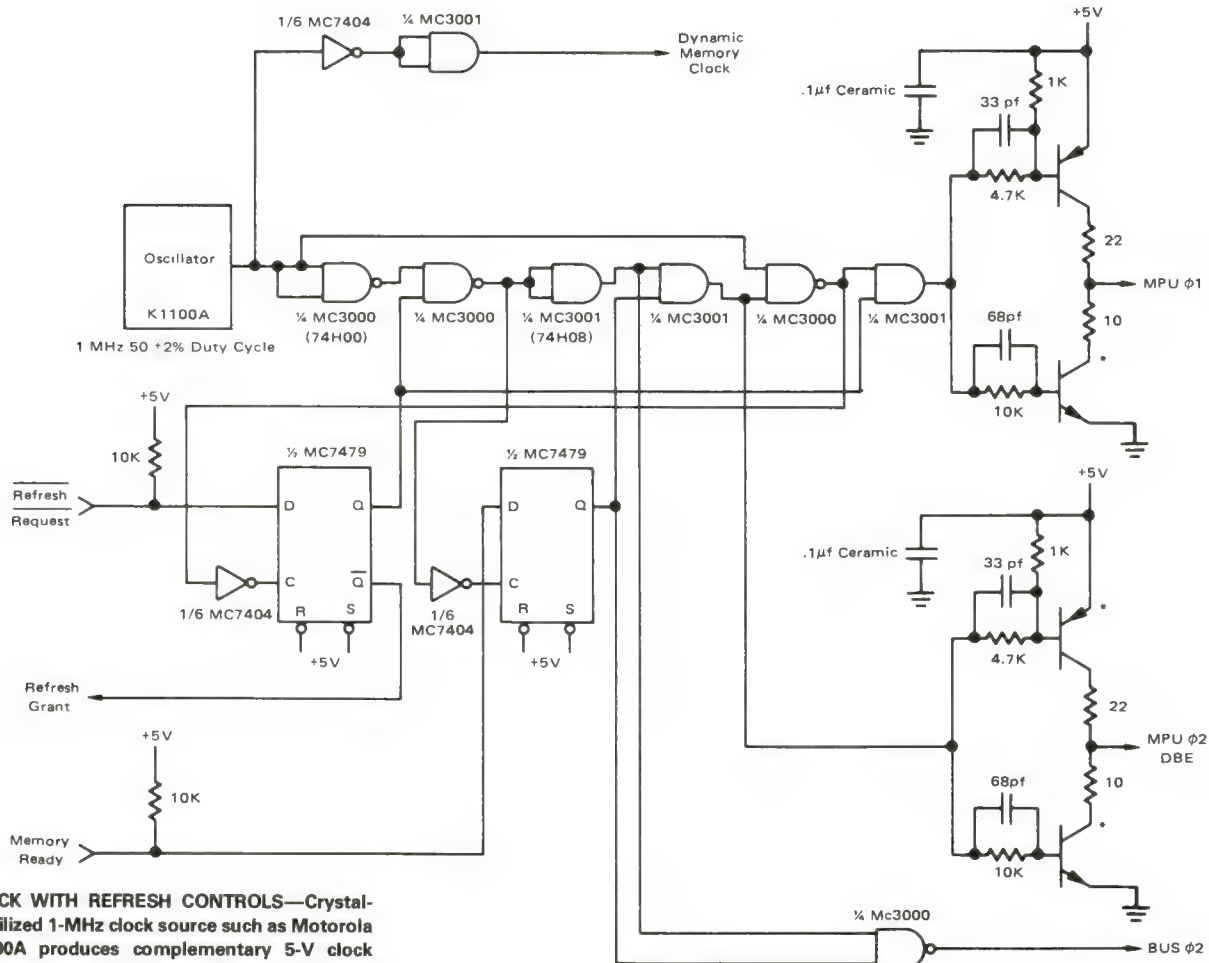 1/6 MC7404
¼ MC3001
Dynamic
Memory
Clock
+5V
.1μf Ceramic
1K
33 pf
4.7K
22
MPU φ1
10
68pf
*
10K
Oscillator
K1100A
1 MHz 50 +2% Duty Cycle
¼ MC3000
(74H00)
¼ MC3000
¼ MC3001
(74H08)
¼ MC3001
¼ MC3000
¼ MC3001
+5V
10K
½ MC7479
½ MC7479
Refresh
Request
D
Q
C
Q
R
S
+5V
1/6 MC7404
D
Q
C
R
S
+5V
1/6
MC7404
Refresh
Grant
+5V
10K
Memory
Ready
+5V
.1μf Ceramic
1K
33 pf
*
4.7K
22
MPU φ2
DBE
10
68pf
*
10K
¼ Mc3000
BUS φ2
CK WITH REFRESH CONTROLS—Crystal-
ilized 1-MHz clock source such as Motorola
00A produces complementary 5-V clock